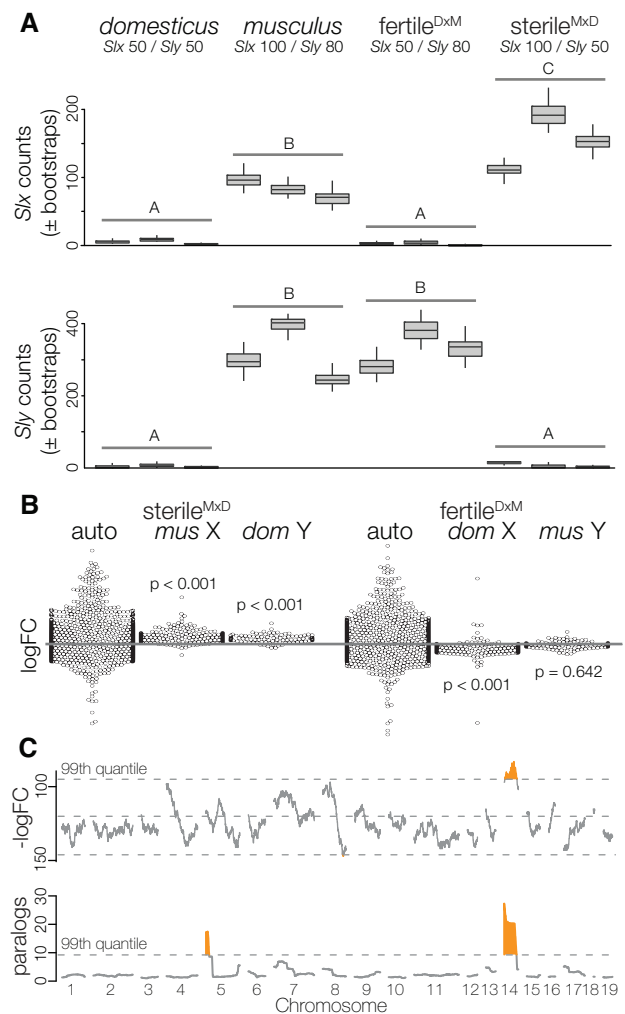 A
domesticus musculus fertileDxM sterileMxD
Slx 50 / Sly 50 Slx 100 / Sly 80 Slx 50 / Sly 80 Slx 100 / Sly 50
Slx counts
(± bootstraps)
200
100
0
A
B
A
C
Sly counts
(± bootstraps)
400
200
0
A
B
B
A
B
sterileMxD fertileDxM
auto mus X dom Y auto dom X mus Y
logFC
p < 0.001
p < 0.001
p < 0.001
p = 0.642
C
-logFC
100
150
99th quantile
paralogs
30
20
10
0
99th quantile
1 2 3 4 5 6 7 8 9 10 11 12 13 14 15 16 17 18 19
Chromosome